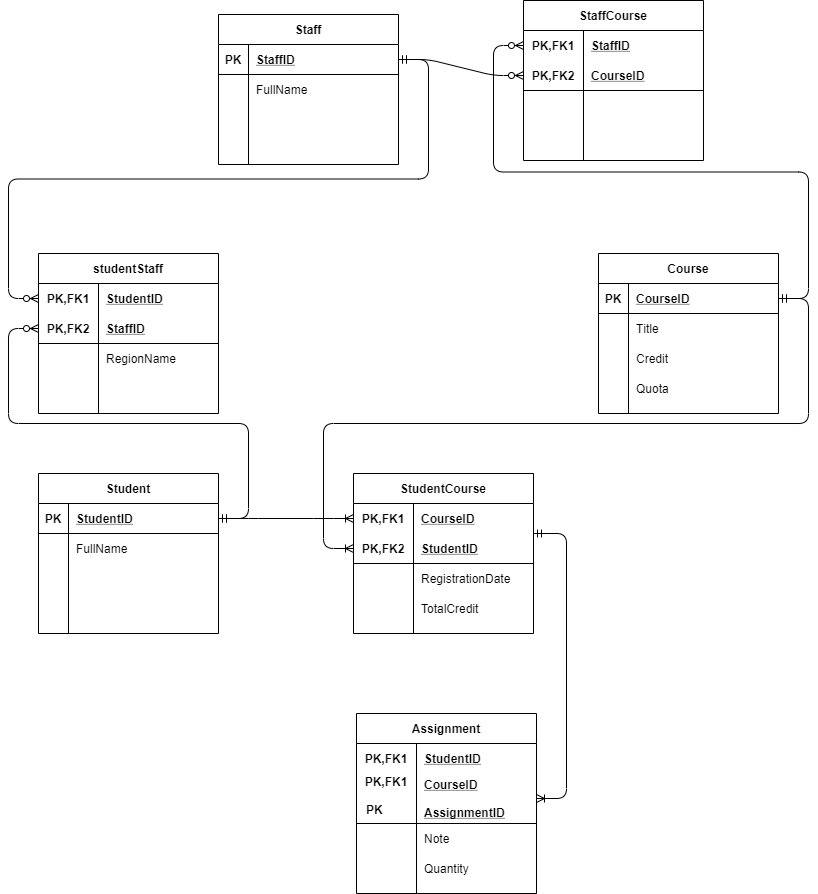 Staff
PK StaffID
FullName
StaffCourse
PK,FK1 StaffID
PK,FK2 CourseID
studentStaff
PK,FK1 StudentID
PK,FK2 StaffID
RegionName
Course
PK CourseID
Title
Credit
Quota
Student
PK StudentID
FullName
StudentCourse
PK,FK1 CourseID
PK,FK2 StudentID
RegistrationDate
TotalCredit
Assignment
PK,FK1 StudentID
PK,FK1 CourseID
PK AssignmentID
Note
Quantity